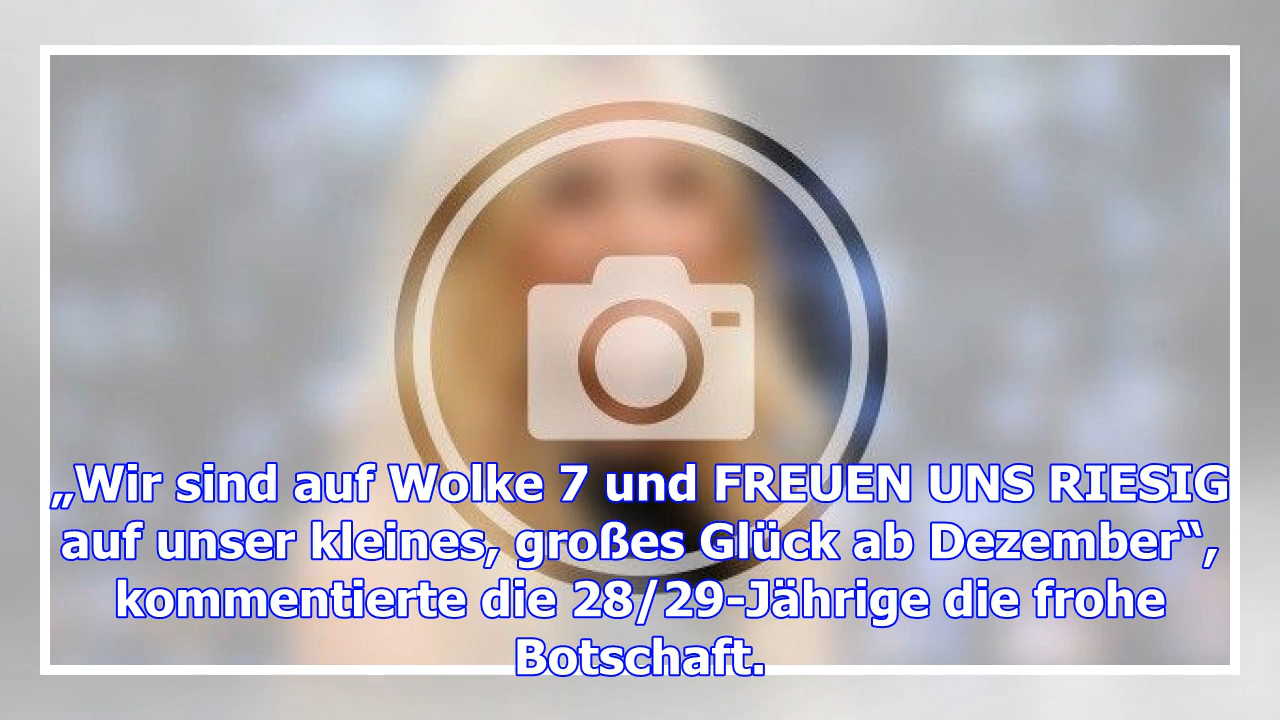 „Wir sind auf Wolke 7 und FREUEN UNS RIESIG
auf unser kleines, großes Glück ab Dezember“,
kommentierte die 28/29-Jährige die frohe
Botschaft.